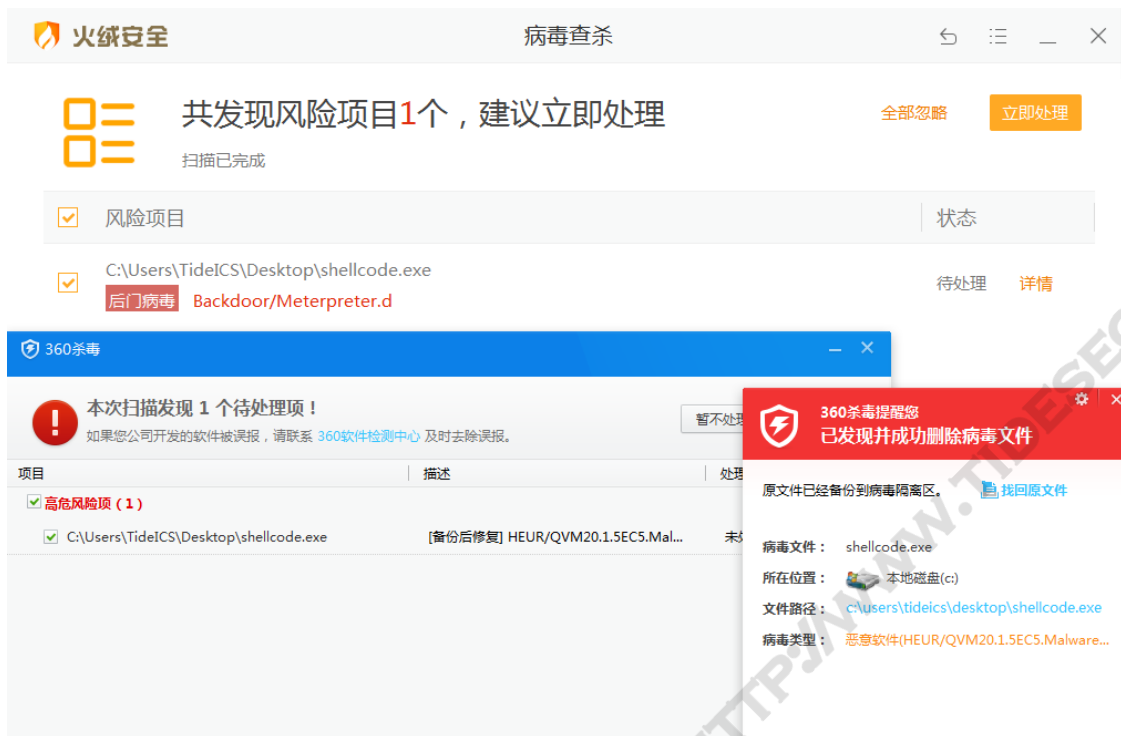 火绒安全
病毒查杀
共发现风险项目1个，建议立即处理
全部忽略
立即处理
扫描已完成
风险项目
状态
C:\Users\TideICS\Desktop\shellcode.exe
待处理
详情
后门病毒 Backdoor/Meterpreter.d
360杀毒
本次扫描发现 1 个待处理项！
如果您公司开发的软件被误报，请联系 360软件检测中心 及时去除误报。
暂不处理
项目
描述
处理
高危风险项（1）
C:\Users\TideICS\Desktop\shellcode.exe
[备份后修复] HEUR/QVM20.1.5EC5.Mal...
未
360杀毒提醒您
已发现并成功删除病毒文件
原文件已经备份到病毒隔离区。
找回原文件
病毒文件： shellcode.exe
所在位置： 本地磁盘(c:)
文件路径： c:\users\tideics\desktop\shellcode.exe
病毒类型： 恶意软件(HEUR/QVM20.1.5EC5.Malware...
TTP://WWW.TIDESEC